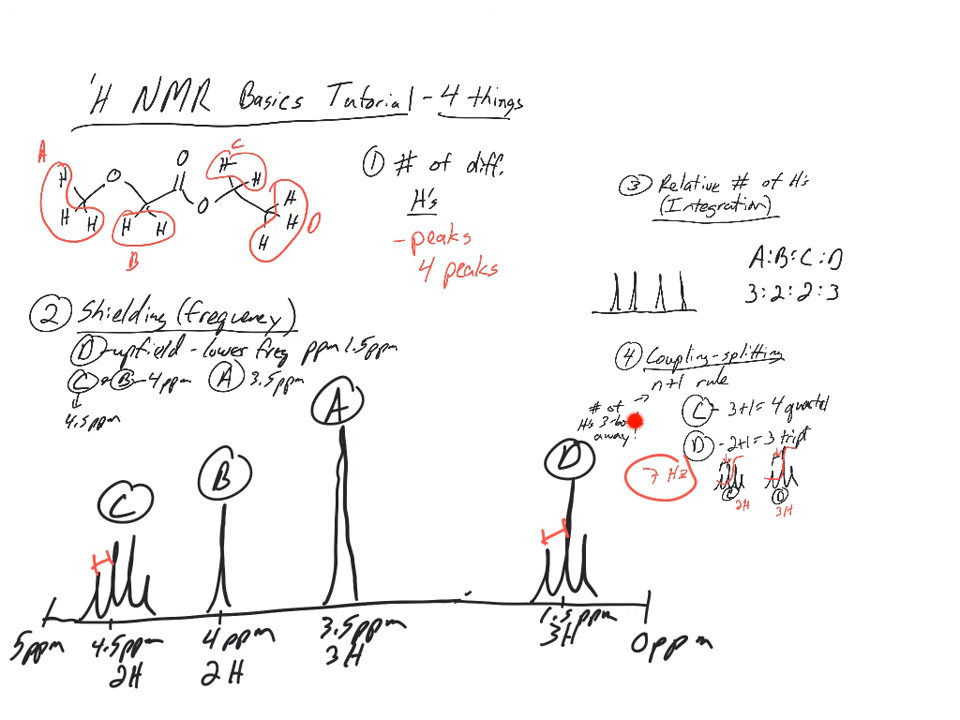 'H NMR Basics Tutorial - 4 things
A
H
H
H
O
H
H
B
O
O
C
H
H
H
H
H
D
① # of diff.
H's
- peaks
4 peaks
② Shielding (frequency)
D - upfield - lower freq ppm 1.5ppm
C B - 4ppm A 3.5ppm
4.5ppm
③ Relative # of H's
(Integration)
A:B:C:D
3:2:2:3
④ Coupling-splitting
n+1 rule
# of
H's 3-bo
away!
C - 3+1=4 quartet
D - 2+1=3 tript
7 Hz
C
2H
D
3H
C
B
A
D
5ppm
4.5ppm
2H
4ppm
2H
3.5ppm
3H
1.5ppm
3H
0ppm